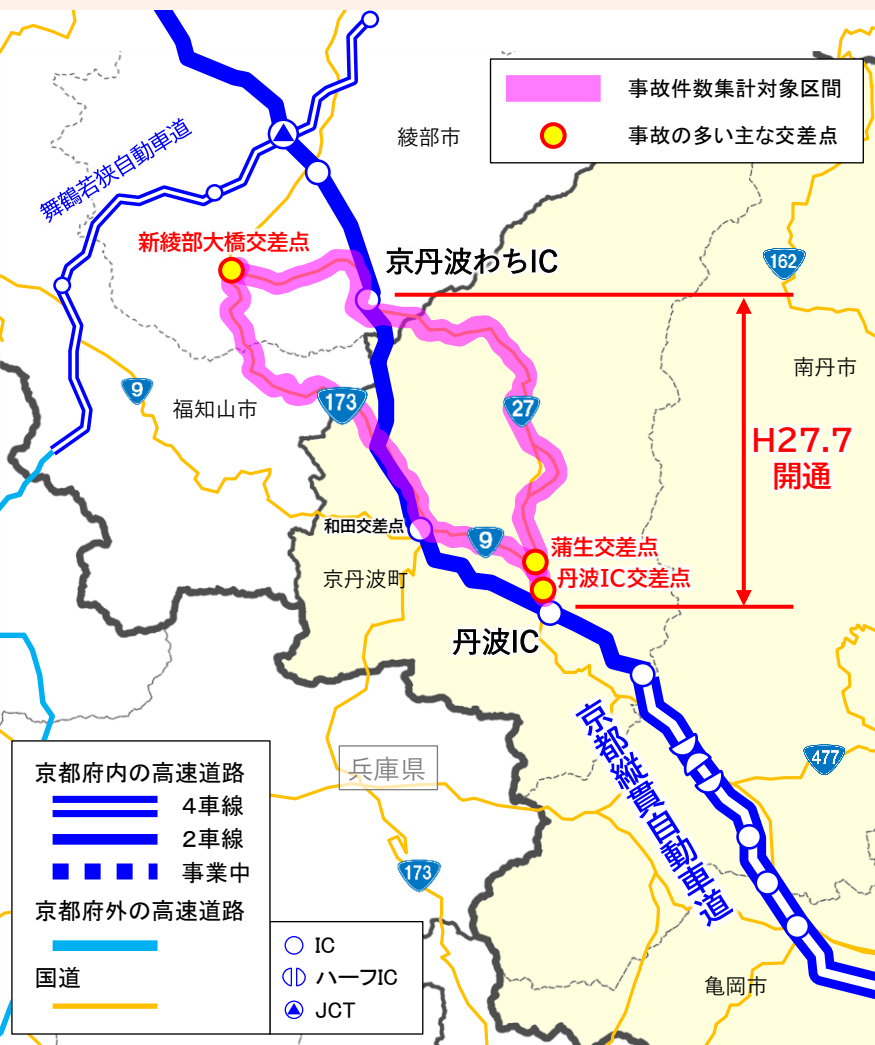 事故件数集計対象区間
事故の多い主な交差点
綾部市
舞鶴若狭自動車道
新綾部大橋交差点
京丹波わちIC
162
南丹市
9
福知山市
173
27
H27.7
開通
和田交差点
9
蒲生交差点
丹波IC交差点
京丹波町
丹波IC
京都縦貫自動車道
477
兵庫県
173
亀岡市
京都府内の高速道路
4車線
2車線
事業中
京都府外の高速道路
国道
IC
ハーフIC
JCT